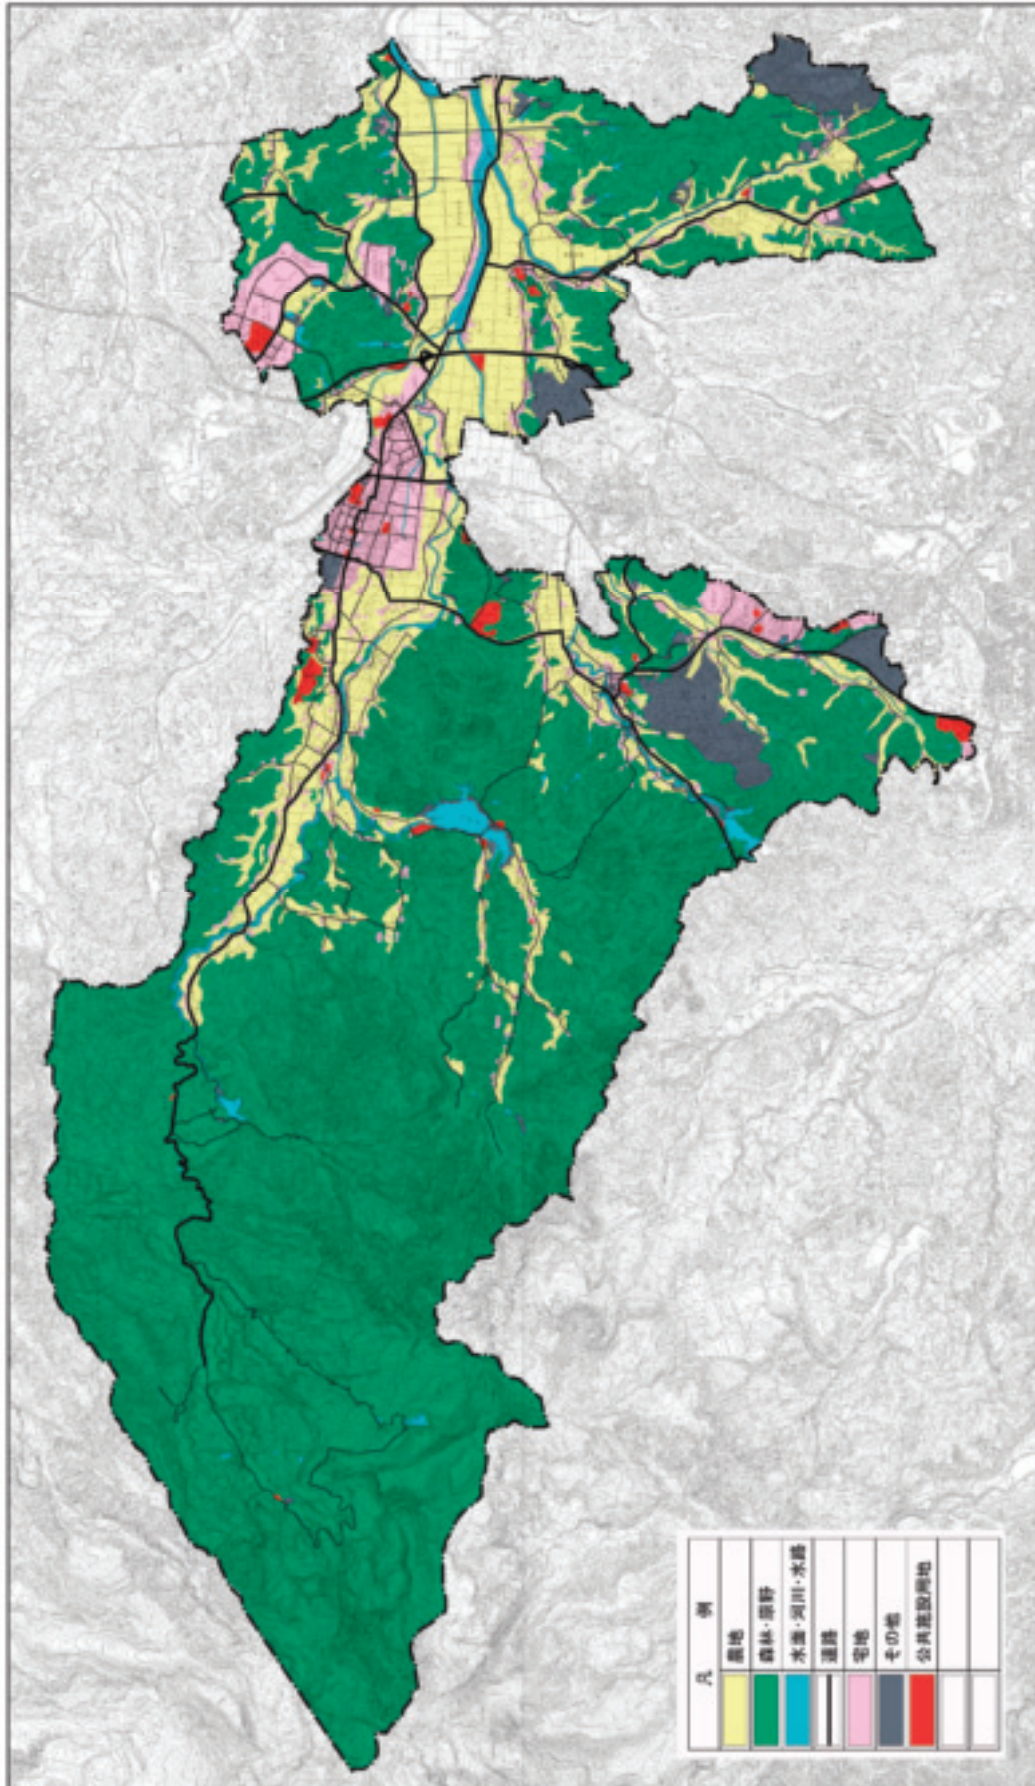 凡 例
農地
森林・原野
水面・河川・水路
道路
宅地
その他
公共施設用地